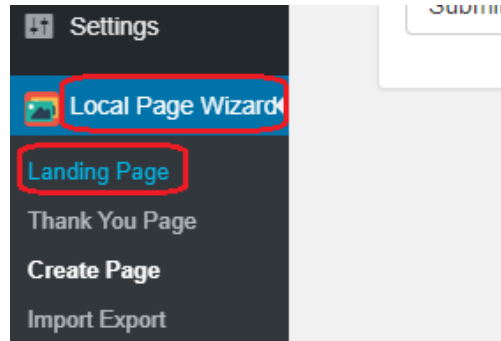 Settings
Local Page Wizard
Landing Page
Thank You Page
Create Page
Import Export